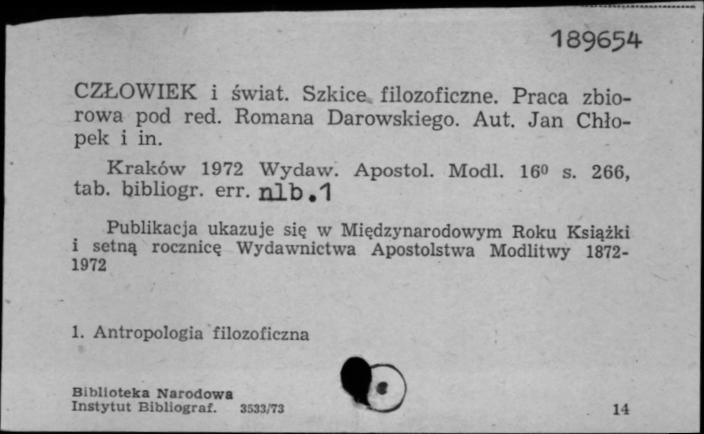 189654
CZŁOWIEK i świat. Szkice filozoficzne. Praca zbio-
rowa pod red. Romana Darowskiego. Aut. Jan Chło-
pek i in.
Kraków 1972 Wydaw. Apostol. Modl. 16⁰ s. 266,
tab. bibliogr. err. nlb.1
Publikacja ukazuje się w Międzynarodowym Roku Książki
i setną rocznicę Wydawnictwa Apostolstwa Modlitwy 1872-
1972
1. Antropologia filozoficzna
Biblioteka Narodowa
Instytut Bibliograf. 3533/73
14